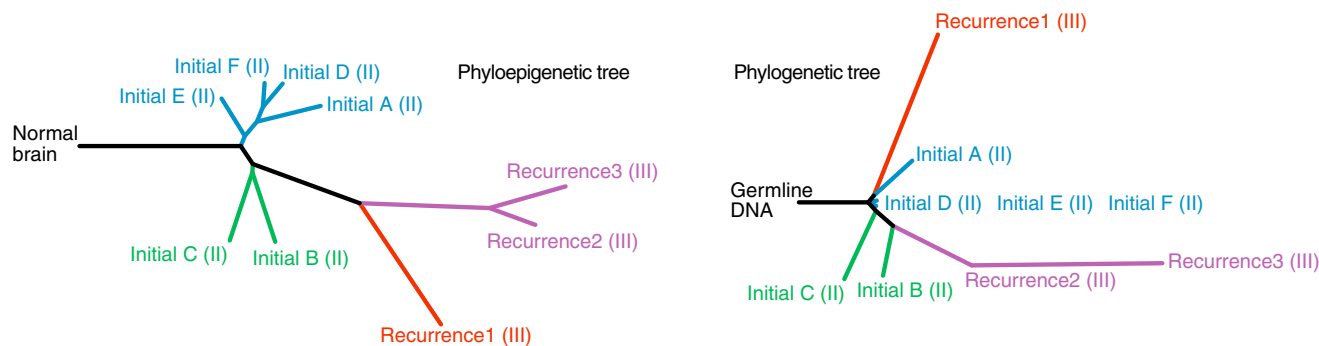 Phyloepigenetic tree
Initial F (II)
Initial D (II)
Initial E (II)
Initial A (II)
Normal
brain
Recurrence3 (III)
Recurrence2 (III)
Initial C (II)
Initial B (II)
Recurrence1 (III)
Phylogenetic tree
Recurrence1 (III)
Initial A (II)
Germline
DNA
Initial D (II) Initial E (II) Initial F (II)
Recurrence3 (III)
Recurrence2 (III)
Initial C (II)
Initial B (II)